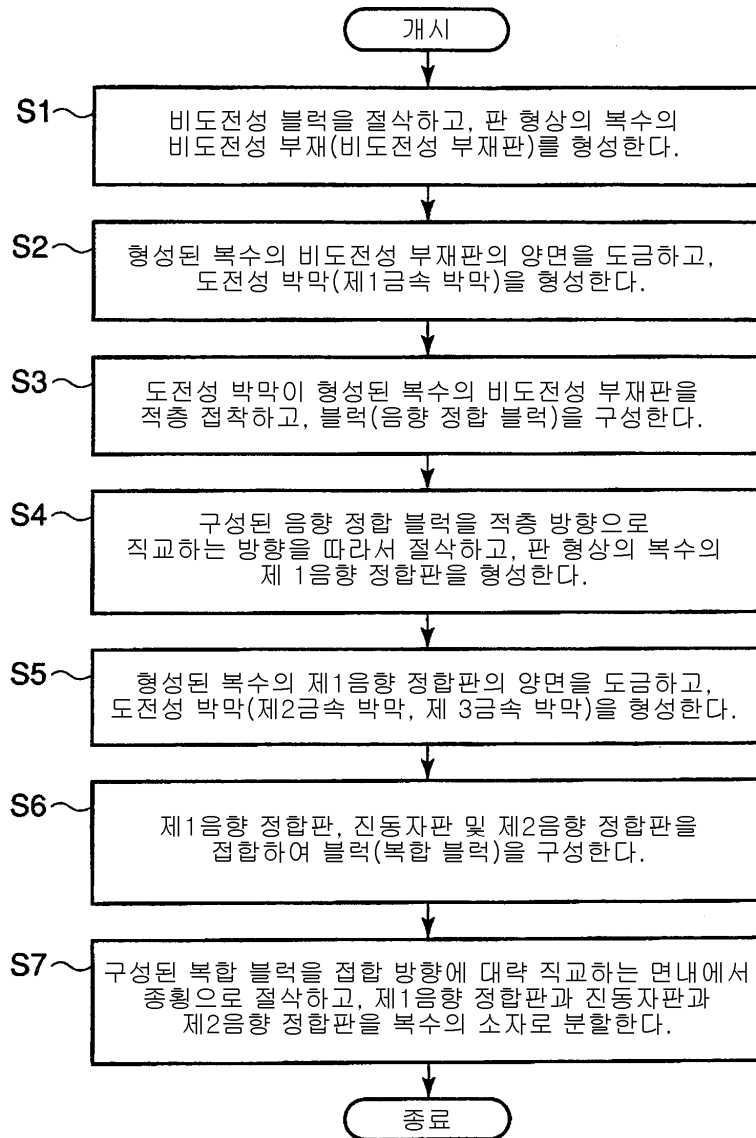 개시
S1
비도전성 블럭을 절삭하고, 판 형상의 복수의
비도전성 부재(비도전성 부재판)를 형성한다.
S2
형성된 복수의 비도전성 부재판의 양면을 도금하고,
도전성 박막(제1금속 박막)을 형성한다.
S3
도전성 박막이 형성된 복수의 비도전성 부재판을
적층 접착하고, 블럭(음향 정합 블럭)을 구성한다.
S4
구성된 음향 정합 블럭을 적층 방향으로
직교하는 방향을 따라서 절삭하고, 판 형상의 복수의
제 1음향 정합판을 형성한다.
S5
형성된 복수의 제1음향 정합판의 양면을 도금하고,
도전성 박막(제2금속 박막, 제 3금속 박막)을 형성한다.
S6
제1음향 정합판, 진동자판 및 제2음향 정합판을
접합하여 블럭(복합 블럭)을 구성한다.
S7
구성된 복합 블럭을 접합 방향에 대략 직교하는 면내에서
종횡으로 절삭하고, 제1음향 정합판과 진동자판과
제2음향 정합판을 복수의 소자로 분할한다.
종료